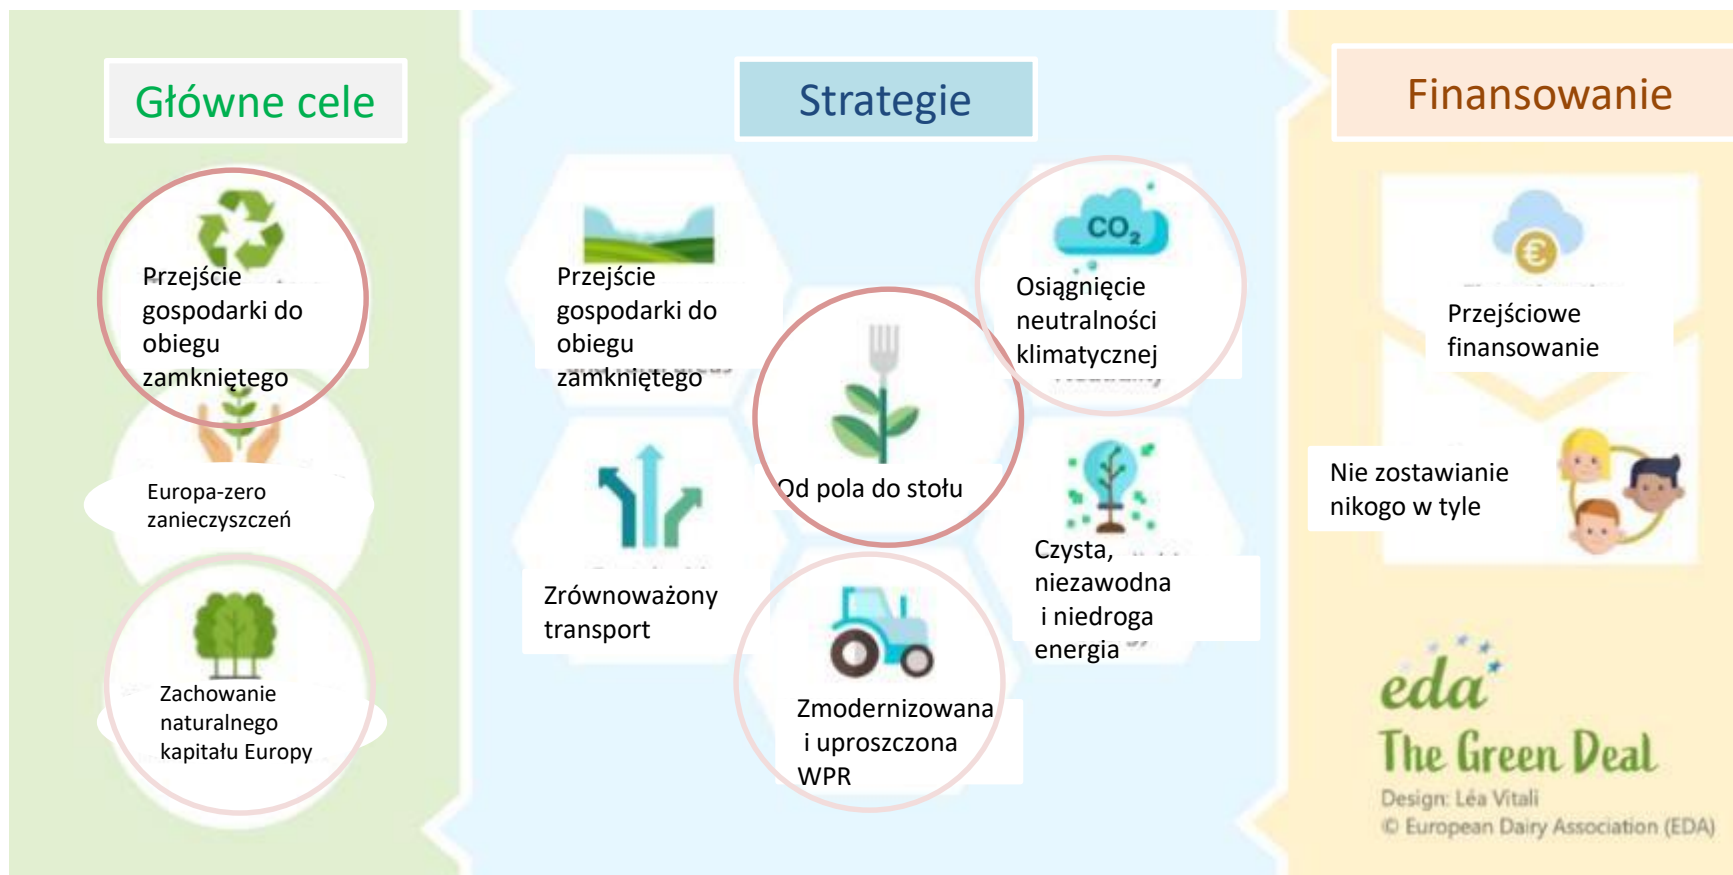 Główne cele
Przejście
gospodarki do
obiegu
zamkniętego
Europa-zero
zanieczyszczeń
Zachowanie
naturalnego
kapitału Europy
Strategie
Przejście
gospodarki do
obiegu
zamkniętego
CO₂
Osiągnięcie
neutralności
klimatycznej
Od pola do stołu
Zrównoważony
transport
Czysta,
niezawodna
i niedroga
energia
Zmodernizowana
i uproszczona
WPR
Finansowanie
€
Przejściowe
finansowanie
Nie zostawianie
nikogo w tyle
eda
The Green Deal
Design: Léa Vitali
© European Dairy Association (EDA)